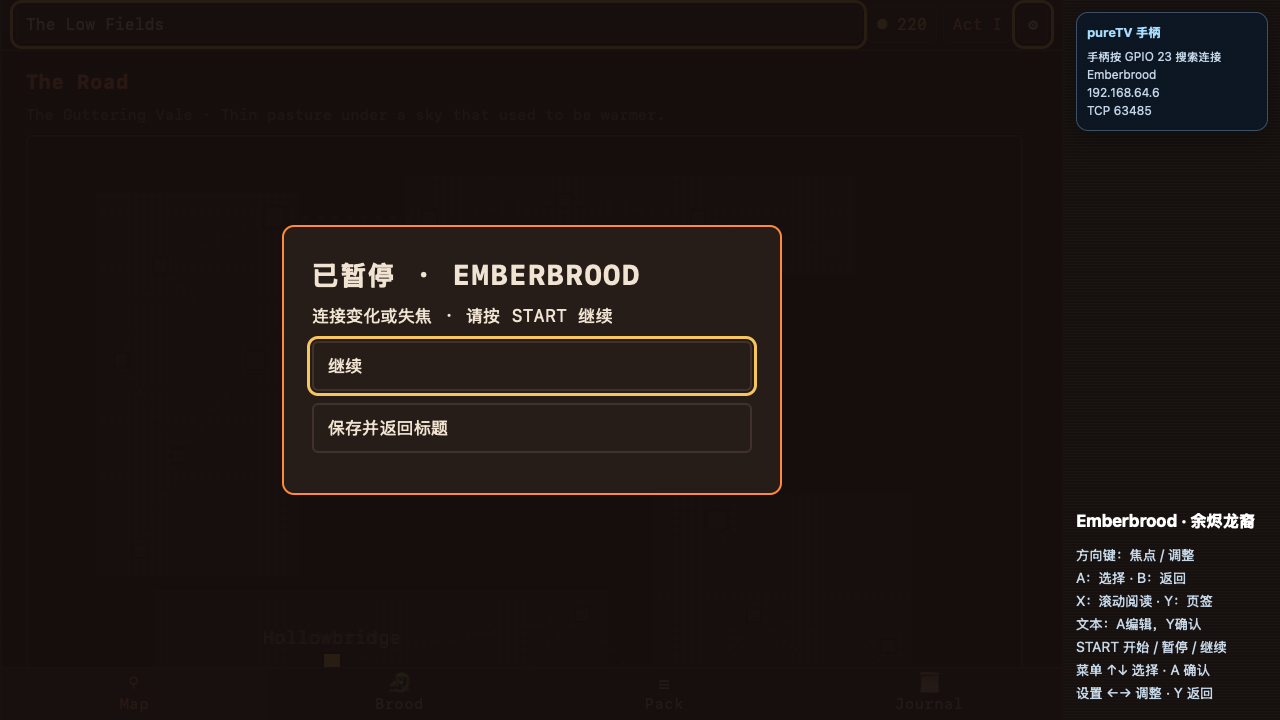 The Low Fields
220
Act I
The Road
The Guttering Vale · Thin pasture under a sky that used to be warmer.
已暂停 · EMBERBROOD
连接变化或失焦 · 请按 START 继续
继续
保存并返回标题
Hollowbridge
Map
Brood
Pack
Journal
pureTV 手柄
手柄按 GPIO 23 搜索连接
Emberbrood
192.168.64.6
TCP 63485
Emberbrood · 余烬龙裔
方向键：焦点 / 调整
A：选择 · B：返回
X：滚动阅读 · Y：页签
文本：A编辑，Y确认
START 开始 / 暂停 / 继续
菜单 ↑↓ 选择 · A 确认
设置 ←→ 调整 · Y 返回